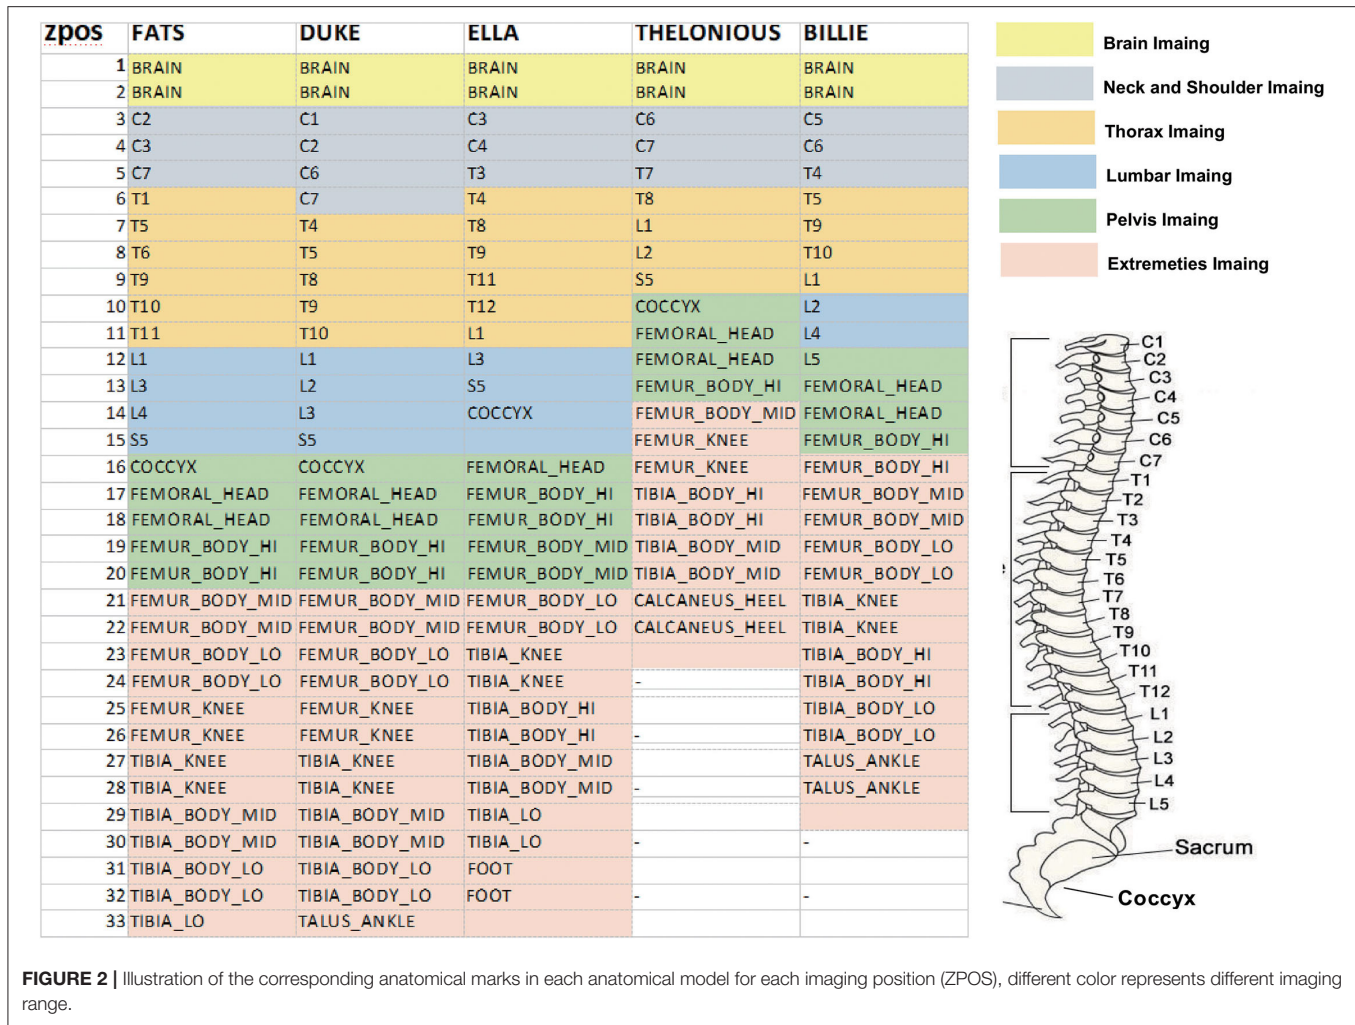 zpos FATS DUKE ELLA THELONIOUS BILLIE
1 BRAIN BRAIN BRAIN BRAIN BRAIN
2 BRAIN BRAIN BRAIN BRAIN BRAIN
3 C2 C1 C3 C6 C5
4 C3 C2 C4 C7 C6
5 C7 C6 T3 T7 T4
6 T1 C7 T4 T8 T5
7 T5 T4 T8 L1 T9
8 T6 T5 T9 L2 T10
9 T9 T8 T11 S5 L1
10 T10 T9 T12 COCCYX L2
11 T11 T10 L1 FEMORAL_HEAD L4
12 L1 L1 L3 FEMORAL_HEAD L5
13 L3 L2 S5 FEMUR_BODY_HI FEMORAL_HEAD
14 L4 L3 COCCYX FEMUR_BODY_MID FEMORAL_HEAD
15 S5 S5 FEMUR_KNEE FEMUR_BODY_HI
16 COCCYX COCCYX FEMORAL_HEAD FEMUR_KNEE FEMUR_BODY_HI
17 FEMORAL_HEAD FEMORAL_HEAD FEMUR_BODY_HI TIBIA_BODY_HI FEMUR_BODY_MID
18 FEMORAL_HEAD FEMORAL_HEAD FEMUR_BODY_HI TIBIA_BODY_HI FEMUR_BODY_MID
19 FEMUR_BODY_HI FEMUR_BODY_HI FEMUR_BODY_MID TIBIA_BODY_MID FEMUR_BODY_LO
20 FEMUR_BODY_HI FEMUR_BODY_HI FEMUR_BODY_MID TIBIA_BODY_MID FEMUR_BODY_LO
21 FEMUR_BODY_MID FEMUR_BODY_MID FEMUR_BODY_LO CALCANEUS_HEEL TIBIA_KNEE
22 FEMUR_BODY_MID FEMUR_BODY_MID FEMUR_BODY_LO CALCANEUS_HEEL TIBIA_KNEE
23 FEMUR_BODY_LO FEMUR_BODY_LO TIBIA_KNEE TIBIA_BODY_HI
24 FEMUR_BODY_LO FEMUR_BODY_LO TIBIA_KNEE - TIBIA_BODY_HI
25 FEMUR_KNEE FEMUR_KNEE TIBIA_BODY_HI TIBIA_BODY_LO
26 FEMUR_KNEE FEMUR_KNEE TIBIA_BODY_HI - TIBIA_BODY_LO
27 TIBIA_KNEE TIBIA_KNEE TIBIA_BODY_MID TALUS_ANKLE
28 TIBIA_KNEE TIBIA_KNEE TIBIA_BODY_MID - TALUS_ANKLE
29 TIBIA_BODY_MID TIBIA_BODY_MID TIBIA_LO
30 TIBIA_BODY_MID TIBIA_BODY_MID TIBIA_LO - -
31 TIBIA_BODY_LO TIBIA_BODY_LO FOOT
32 TIBIA_BODY_LO TIBIA_BODY_LO FOOT - -
33 TIBIA_LO TALUS_ANKLE
Brain Imaing
Neck and Shoulder Imaing
Thorax Imaing
Lumbar Imaing
Pelvis Imaing
Extremeties Imaing
C1
C2
C3
C4
C5
C6
C7
T1
T2
T3
T4
T5
T6
T7
T8
T9
T10
T11
T12
L1
L2
L3
L4
L5
Sacrum
Coccyx
FIGURE 2 | Illustration of the corresponding anatomical marks in each anatomical model for each imaging position (ZPOS), different color represents different imaging
range.